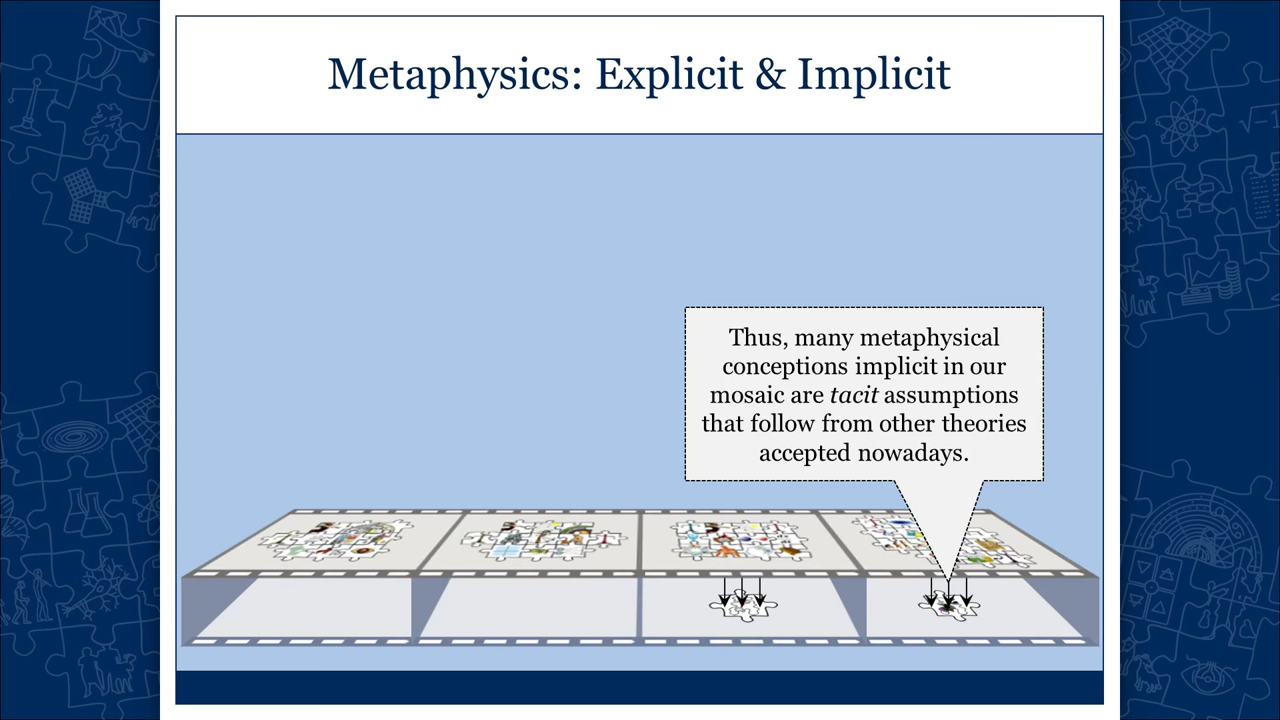 Metaphysics: Explicit & Implicit
Thus, many metaphysical
conceptions implicit in our
mosaic are tacit assumptions
that follow from other theories
accepted nowadays.